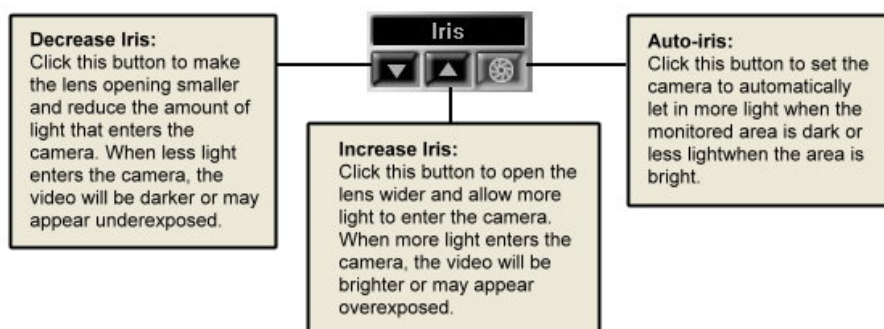 Iris
Decrease Iris:
Click this button to make
the lens opening smaller
and reduce the amount of
light that enters the
camera. When less light
enters the camera, the
video will be darker or may
appear underexposed.
Increase Iris:
Click this button to open the
lens wider and allow more
light to enter the camera.
When more light enters the
camera, the video will be
brighter or may appear
overexposed.
Auto-iris:
Click this button to set the
camera to automatically
let in more light when the
monitored area is dark or
less lightwhen the area is
bright.